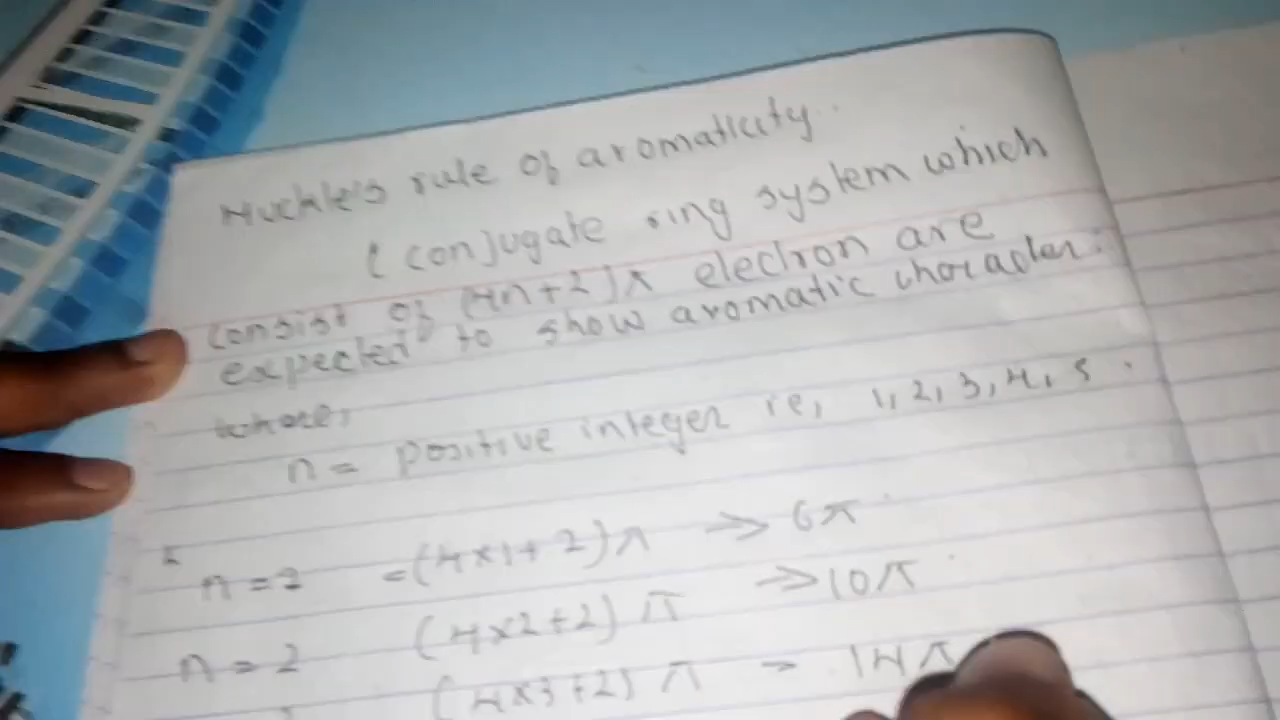 Huckle's rule of aromaticity.
( conjugate ring system which
consist of (4n+2)π electron are
expected to show aromatic character.
where,
n = positive integer ie, 1, 2, 3, 4, 5.
n = 2 = (4×1+2)π → 6π
n = 2 (4×2+2)π → 10π
(4×3+2)π = 14π